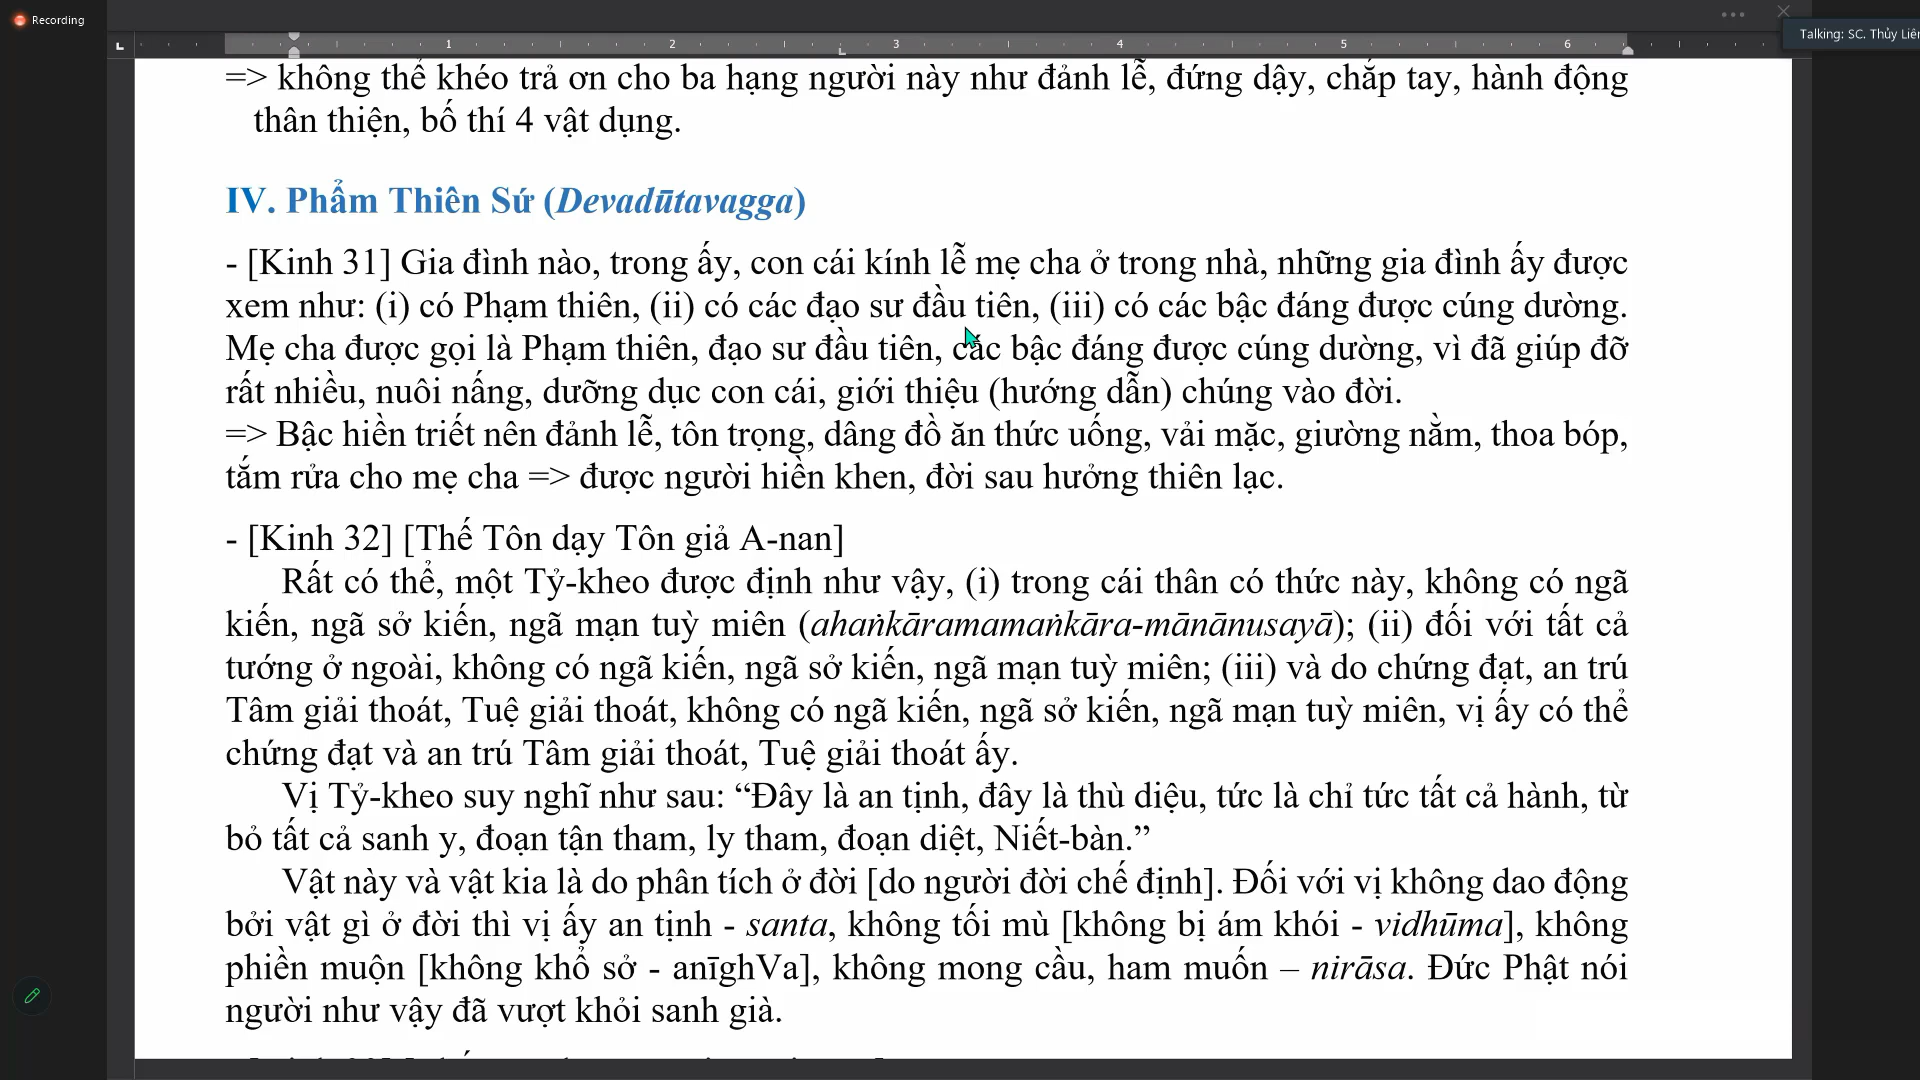 Recording
Talking: SC. Thủy Liê
1 2 3 4 5 6
=> không thể khéo trả ơn cho ba hạng người này như đảnh lễ, đứng dậy, chắp tay, hành động
thân thiện, bố thí 4 vật dụng.
IV. Phẩm Thiên Sứ (Devadūtavagga)
- [Kinh 31] Gia đình nào, trong ấy, con cái kính lễ mẹ cha ở trong nhà, những gia đình ấy được
xem như: (i) có Phạm thiên, (ii) có các đạo sư đầu tiên, (iii) có các bậc đáng được cúng dường.
Mẹ cha được gọi là Phạm thiên, đạo sư đầu tiên, các bậc đáng được cúng dường, vì đã giúp đỡ
rất nhiều, nuôi nấng, dưỡng dục con cái, giới thiệu (hướng dẫn) chúng vào đời.
=> Bậc hiền triết nên đảnh lễ, tôn trọng, dâng đồ ăn thức uống, vải mặc, giường nằm, thoa bóp,
tắm rửa cho mẹ cha => được người hiền khen, đời sau hưởng thiên lạc.
- [Kinh 32] [Thế Tôn dạy Tôn giả A-nan]
Rất có thể, một Tỷ-kheo được định như vậy, (i) trong cái thân có thức này, không có ngã
kiến, ngã sở kiến, ngã mạn tuỳ miên (ahaṅkāramamaṅkāra-mānānusayā); (ii) đối với tất cả
tướng ở ngoài, không có ngã kiến, ngã sở kiến, ngã mạn tuỳ miên; (iii) và do chứng đạt, an trú
Tâm giải thoát, Tuệ giải thoát, không có ngã kiến, ngã sở kiến, ngã mạn tuỳ miên, vị ấy có thể
chứng đạt và an trú Tâm giải thoát, Tuệ giải thoát ấy.
Vị Tỷ-kheo suy nghĩ như sau: “Đây là an tịnh, đây là thù diệu, tức là chỉ tức tất cả hành, từ
bỏ tất cả sanh y, đoạn tận tham, ly tham, đoạn diệt, Niết-bàn.”
Vật này và vật kia là do phân tích ở đời [do người đời chế định]. Đối với vị không dao động
bởi vật gì ở đời thì vị ấy an tịnh - santa, không tối mù [không bị ám khói - vidhūma], không
phiền muộn [không khổ sở - anīghVa], không mong cầu, ham muốn – nirāsa. Đức Phật nói
người như vậy đã vượt khỏi sanh già.